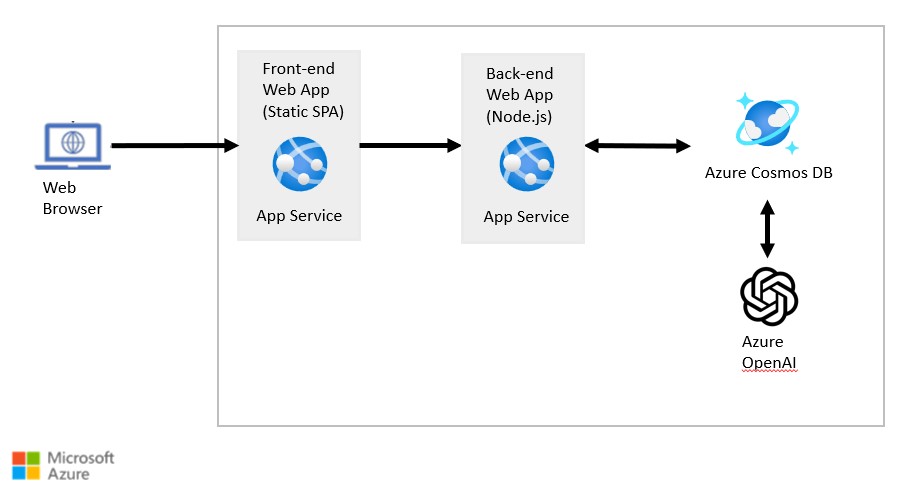 Front-end
Web App
(Static SPA)
App Service
Back-end
Web App
(Node.js)
App Service
Web
Browser
Azure Cosmos DB
Azure
OpenAI
Microsoft
Azure